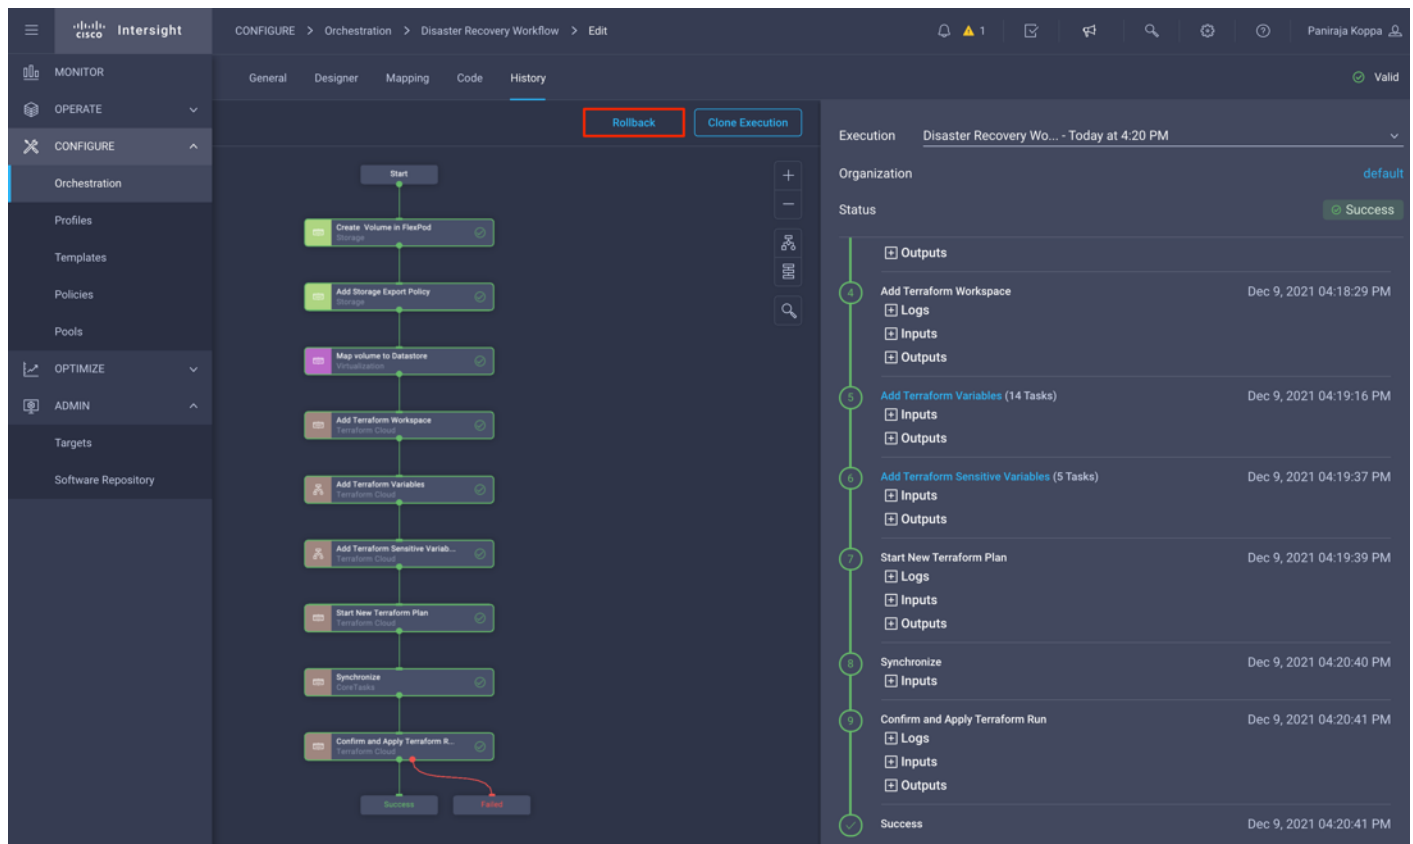 cisco Intersight
CONFIGURE > Orchestration > Disaster Recovery Workflow > Edit
1
Paniraja Koppa
MONITOR
OPERATE
CONFIGURE
Orchestration
Profiles
Templates
Policies
Pools
OPTIMIZE
ADMIN
Targets
Software Repository
General Designer Mapping Code History
Valid
Rollback Clone Execution
Start
Create Volume in FlexPod
Storage
Add Storage Export Policy
Storage
Map volume to Datastore
Virtualization
Add Terraform Workspace
Terraform Cloud
Add Terraform Variables
Terraform Cloud
Add Terraform Sensitive Variab...
Terraform Cloud
Start New Terraform Plan
Terraform Cloud
Synchronize
CoreTasks
Confirm and Apply Terraform R...
Terraform Cloud
Success Failed
Execution Disaster Recovery Wo... - Today at 4:20 PM
Organization default
Status Success
Outputs
4 Add Terraform Workspace Dec 9, 2021 04:18:29 PM
Logs
Inputs
Outputs
5 Add Terraform Variables (14 Tasks) Dec 9, 2021 04:19:16 PM
Inputs
Outputs
6 Add Terraform Sensitive Variables (5 Tasks) Dec 9, 2021 04:19:37 PM
Inputs
Outputs
7 Start New Terraform Plan Dec 9, 2021 04:19:39 PM
Logs
Inputs
Outputs
8 Synchronize Dec 9, 2021 04:20:40 PM
Inputs
9 Confirm and Apply Terraform Run Dec 9, 2021 04:20:41 PM
Logs
Inputs
Outputs
Success Dec 9, 2021 04:20:41 PM